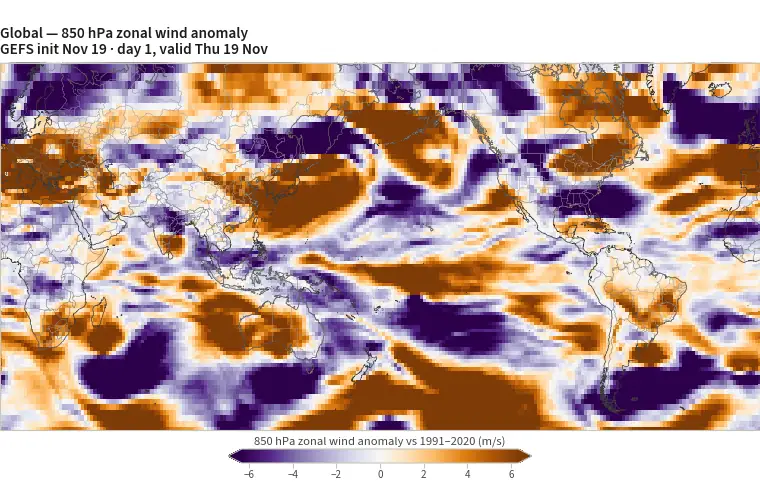 Global — 850 hPa zonal wind anomaly
GEFS init Nov 19 · day 1, valid Thu 19 Nov
850 hPa zonal wind anomaly vs 1991–2020 (m/s)
−6 −4 −2 0 2 4 6